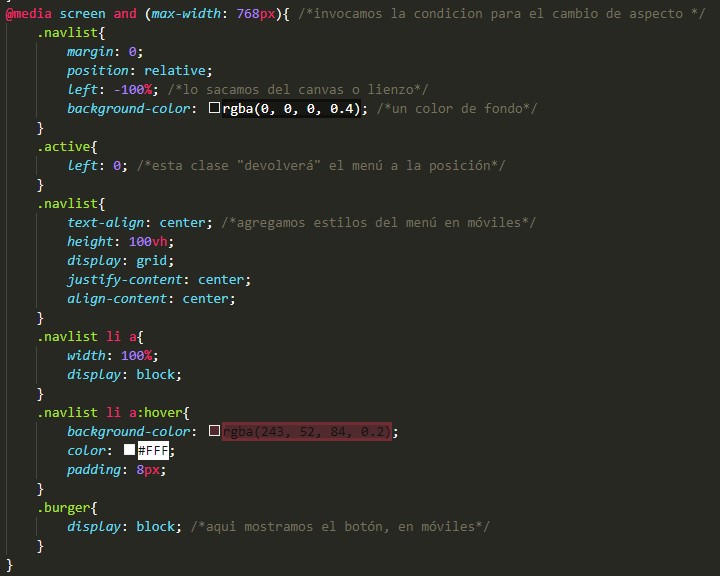 @media screen and (max-width: 768px){ /*invocamos la condicion para el cambio de aspecto */
.navlist{
margin: 0;
position: relative;
left: -100%; /*lo sacamos del canvas o lienzo*/
background-color: rgba(0, 0, 0, 0.4); /*un color de fondo*/
}
.active{
left: 0; /*esta clase "devolverá" el menú a la posición*/
}
.navlist{
text-align: center; /*agregamos estilos del menú en móviles*/
height: 100vh;
display: grid;
justify-content: center;
align-content: center;
}
.navlist li a{
width: 100%;
display: block;
}
.navlist li a:hover{
background-color: rgba(243, 52, 84, 0.2);
color: #FFF;
padding: 8px;
}
.burger{
display: block; /*aqui mostramos el botón, en móviles*/
}
}